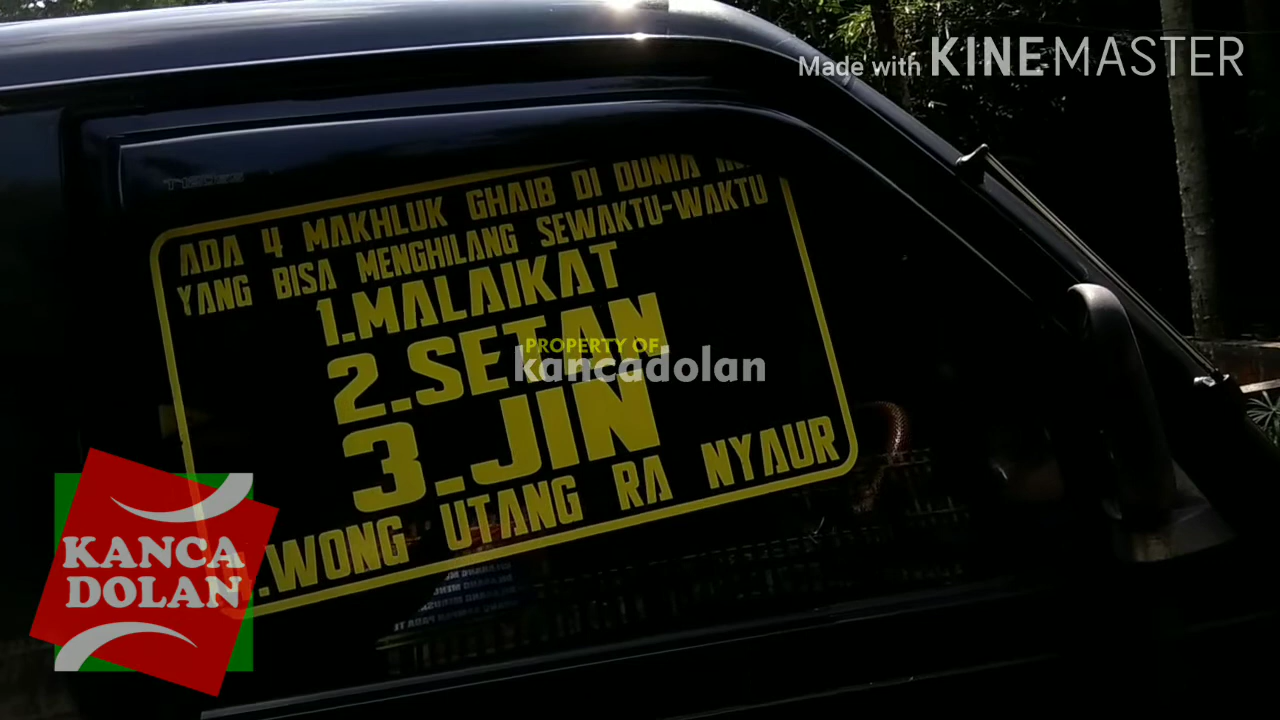 Made with KINEMASTER
ADA 4 MAKHLUK GHAIB DI DUNIA
YANG BISA MENGHILANG SEWAKTU-WAKTU
1.MALAIKAT
2.SETAN
PROPERTY OF
kancadolan
3.JIN
.WONG UTANG RA NYAUR
KANCA
DOLAN